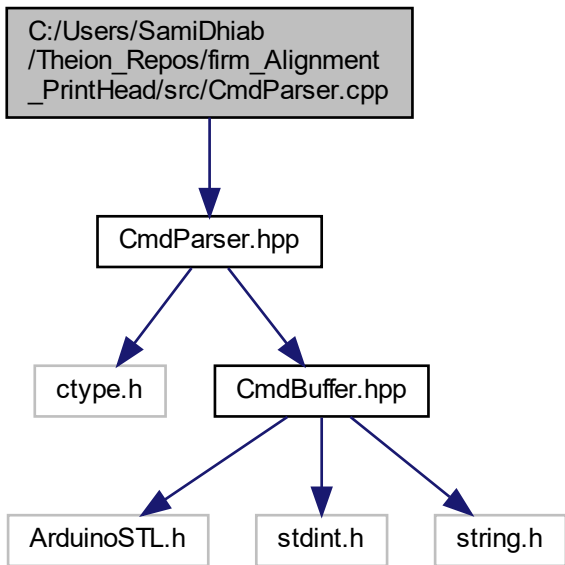 C:/Users/SamiDhiab
/Theion_Repos/firm_Alignment
_PrintHead/src/CmdParser.cpp
CmdParser.hpp
ctype.h
CmdBuffer.hpp
ArduinoSTL.h
stdint.h
string.h